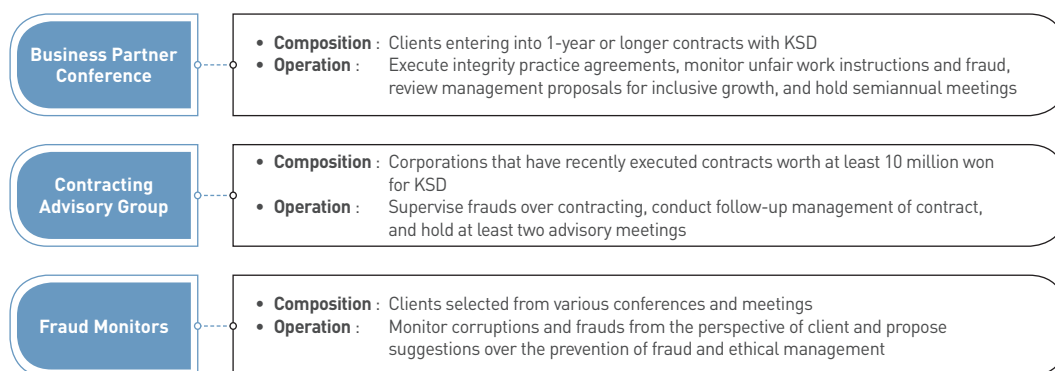 Business Partner
Conference
• Composition : Clients entering into 1-year or longer contracts with KSD
• Operation : Execute integrity practice agreements, monitor unfair work instructions and fraud,
review management proposals for inclusive growth, and hold semiannual meetings
Contracting
Advisory Group
• Composition : Corporations that have recently executed contracts worth at least 10 million won
for KSD
• Operation : Supervise frauds over contracting, conduct follow-up management of contract,
and hold at least two advisory meetings
Fraud Monitors
• Composition : Clients selected from various conferences and meetings
• Operation : Monitor corruptions and frauds from the perspective of client and propose
suggestions over the prevention of fraud and ethical management